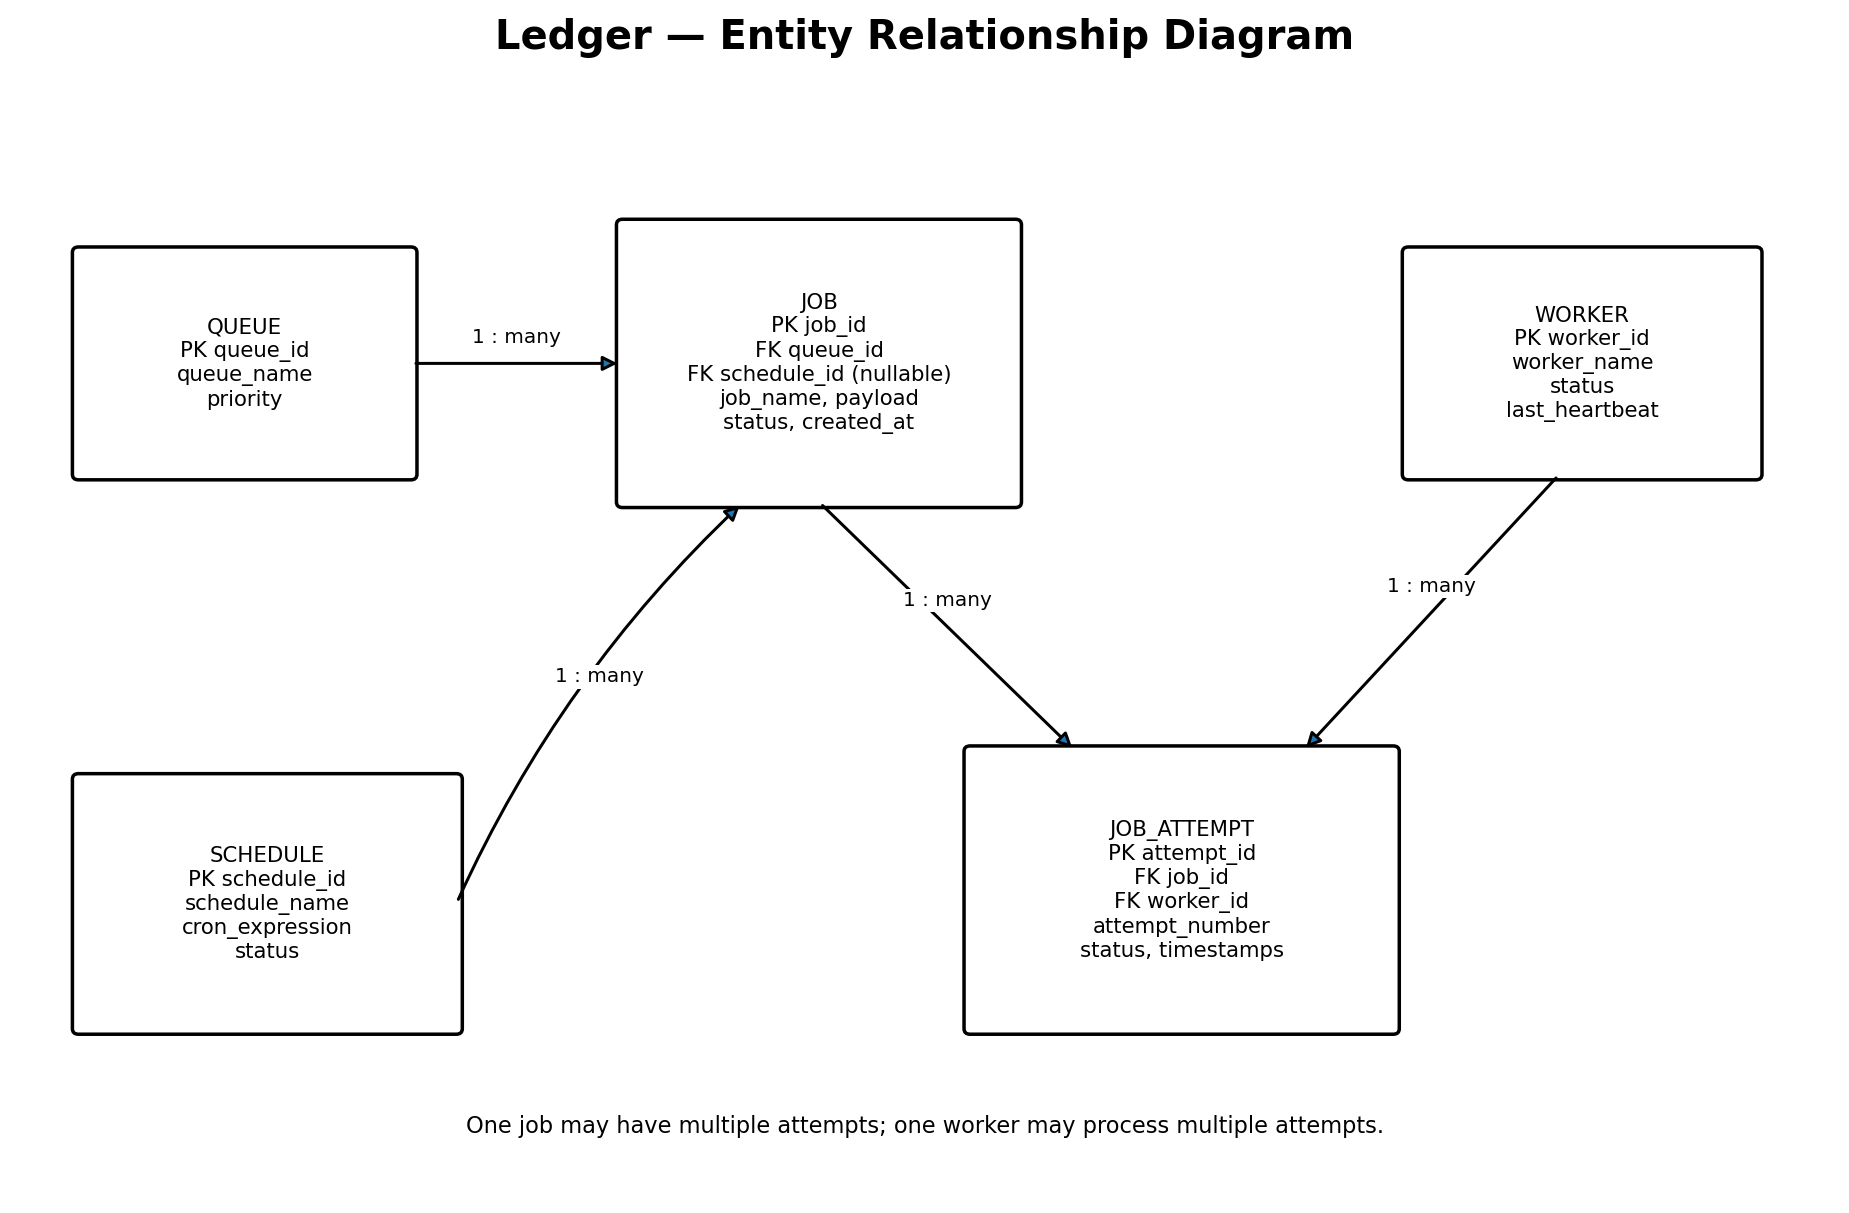 Ledger — Entity Relationship Diagram
QUEUE
PK queue_id
queue_name
priority
1 : many
JOB
PK job_id
FK queue_id
FK schedule_id (nullable)
job_name, payload
status, created_at
WORKER
PK worker_id
worker_name
status
last_heartbeat
1 : many
1 : many
1 : many
SCHEDULE
PK schedule_id
schedule_name
cron_expression
status
JOB_ATTEMPT
PK attempt_id
FK job_id
FK worker_id
attempt_number
status, timestamps
One job may have multiple attempts; one worker may process multiple attempts.